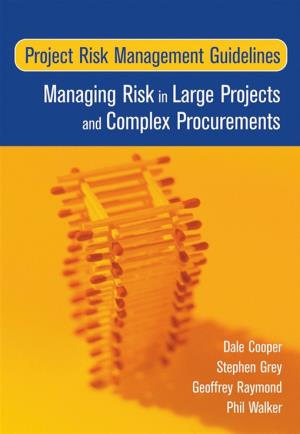 Project Risk Management Guidelines
Managing Risk in Large Projects
and Complex Procurements
Dale Cooper
Stephen Grey
Geoffrey Raymond
Phil Walker